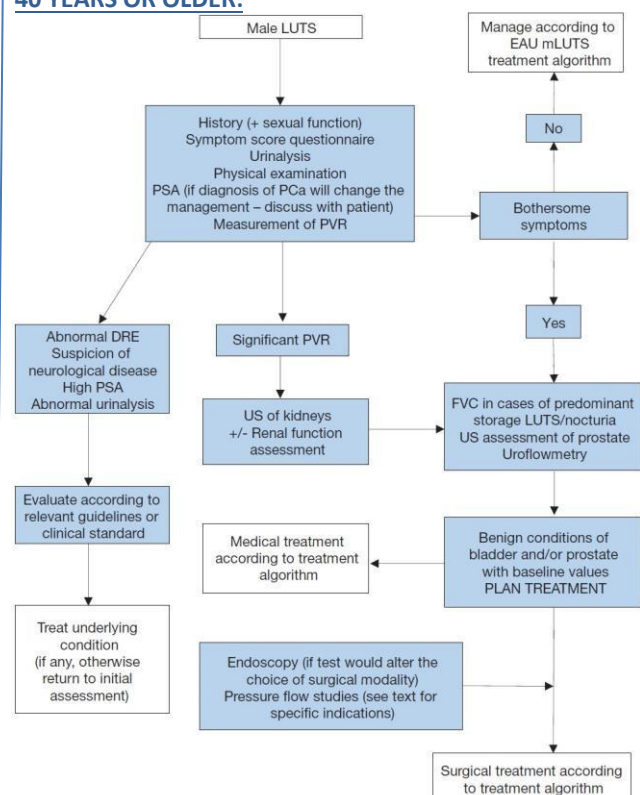 40 YEARS OR OLDER:
Male LUTS
Manage according to
EAU mLUTS
treatment algorithm
No
History (+ sexual function)
Symptom score questionnaire
Urinalysis
Physical examination
PSA (if diagnosis of PCa will change the
management – discuss with patient)
Measurement of PVR
Bothersome
symptoms
Yes
Abnormal DRE
Suspicion of
neurological disease
High PSA
Abnormal urinalysis
Significant PVR
US of kidneys
+/- Renal function
assessment
FVC in cases of predominant
storage LUTS/nocturia
US assessment of prostate
Uroflowmetry
Evaluate according to
relevant guidelines or
clinical standard
Medical treatment
according to treatment
algorithm
Benign conditions of
bladder and/or prostate
with baseline values
PLAN TREATMENT
Treat underlying
condition
(if any, otherwise
return to initial
assessment)
Endoscopy (if test would alter the
choice of surgical modality)
Pressure flow studies (see text for
specific indications)
Surgical treatment according
to treatment algorithm